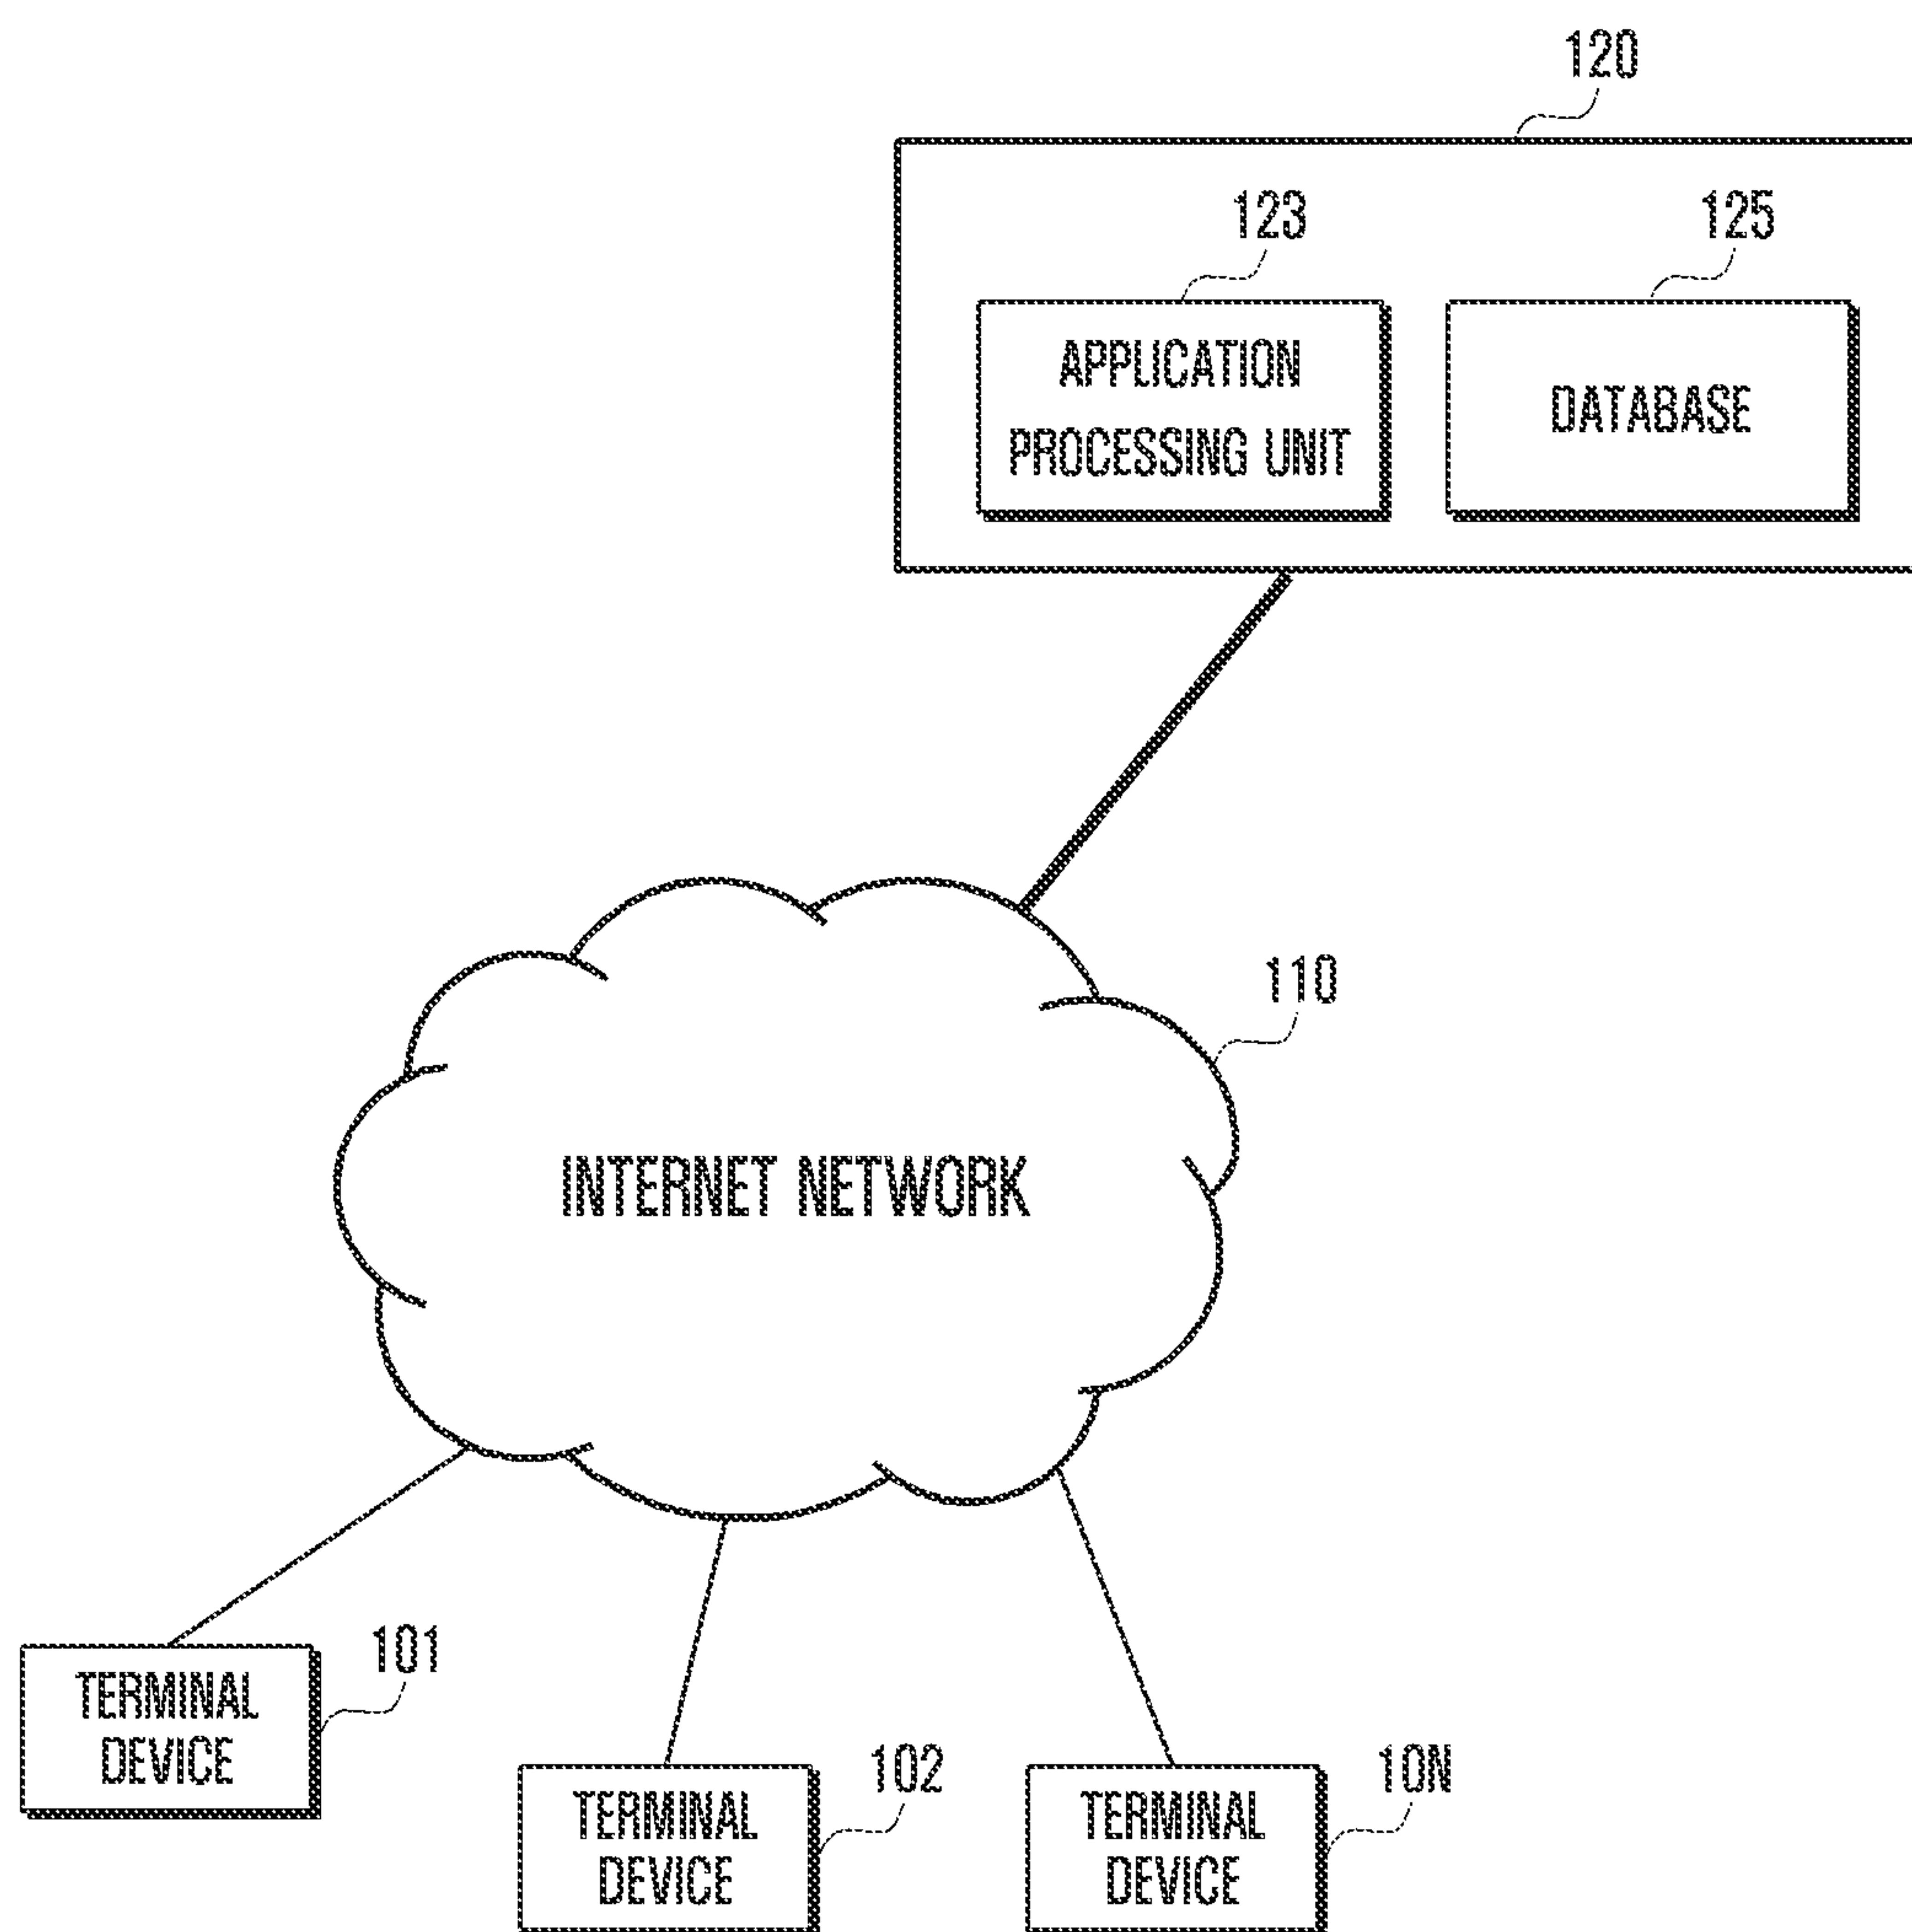 120
123
125
APPLICATION
PROCESSING UNIT
DATABASE
110
INTERNET NETWORK
101
TERMINAL
DEVICE
102
TERMINAL
DEVICE
10N
TERMINAL
DEVICE